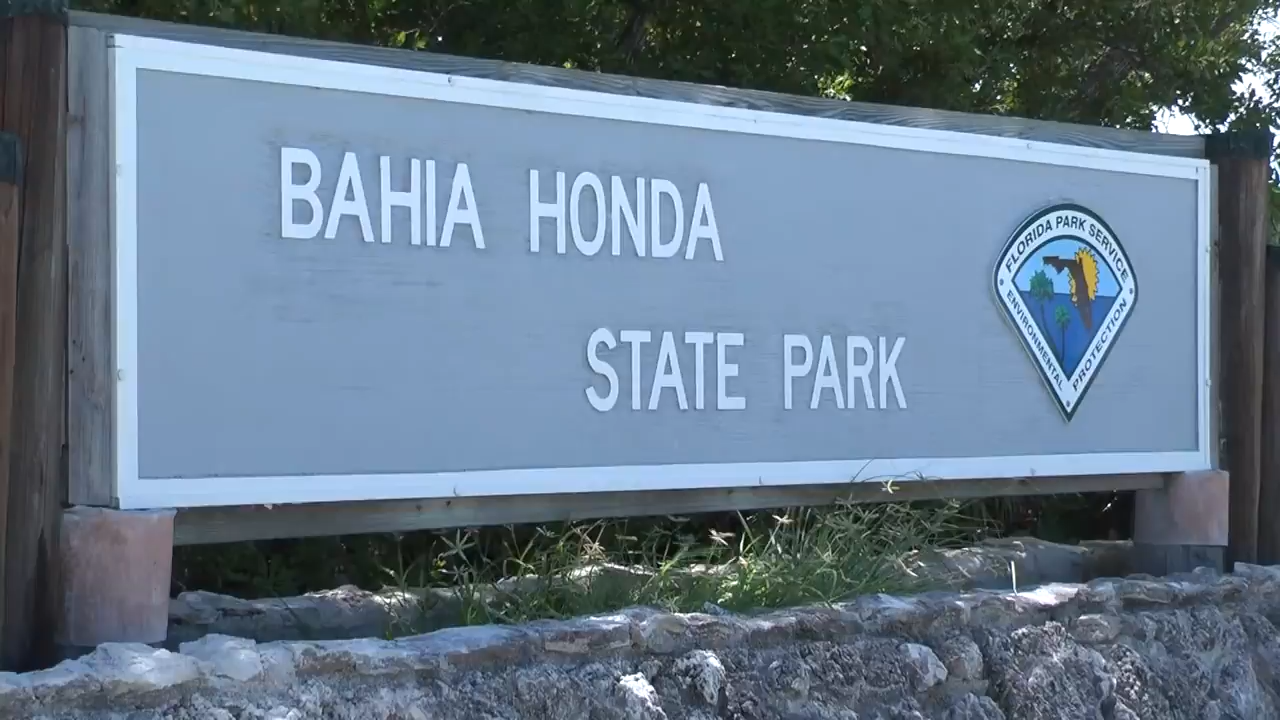 BAHIA HONDA
STATE PARK
FLORIDA PARK SERVICE
ENVIRONMENTAL PROTECTION